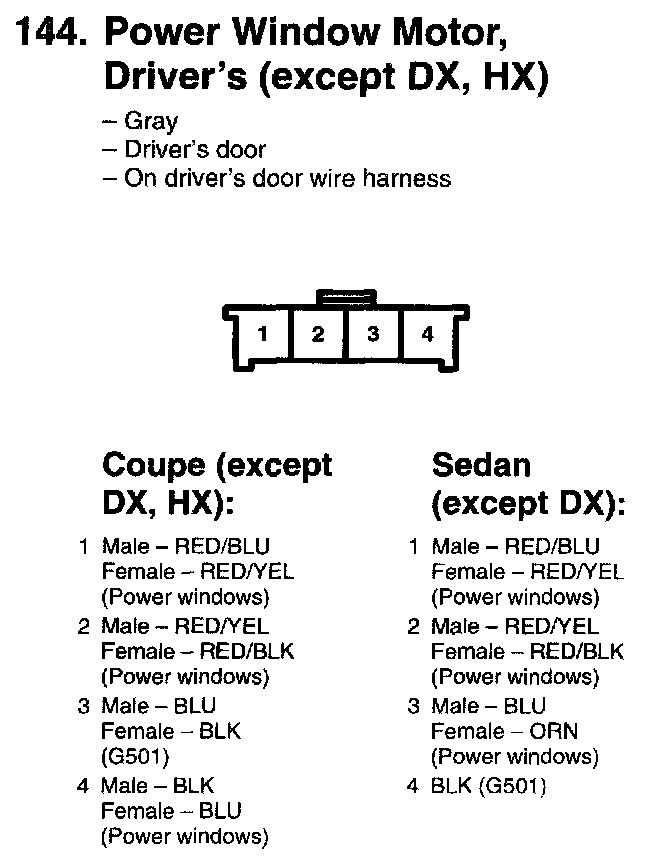 144. Power Window Motor,
Driver's (except DX, HX)
– Gray
– Driver's door
– On driver's door wire harness
1 2 3 4
Coupe (except
DX, HX):
1 Male – RED/BLU
Female – RED/YEL
(Power windows)
2 Male – RED/YEL
Female – RED/BLK
(Power windows)
3 Male – BLU
Female – BLK
(G501)
4 Male – BLK
Female – BLU
(Power windows)
Sedan
(except DX):
1 Male – RED/BLU
Female – RED/YEL
(Power windows)
2 Male – RED/YEL
Female – RED/BLK
(Power windows)
3 Male – BLU
Female – ORN
(Power windows)
4 BLK (G501)